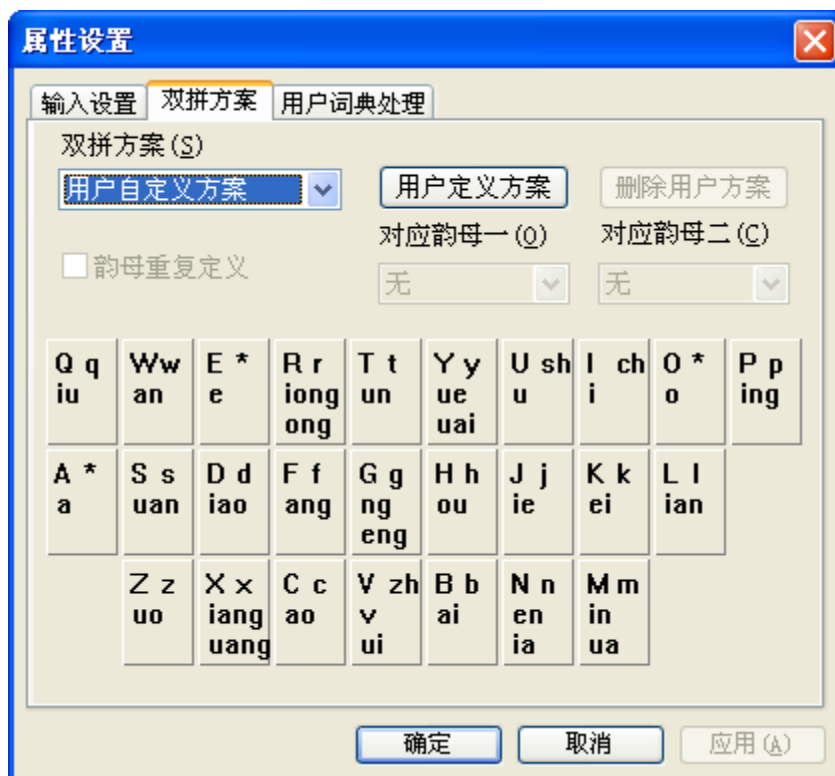 属性设置
输入设置 双拼方案 用户词典处理
双拼方案(S)
用户自定义方案 用户定义方案 删除用户方案
对应韵母一(O) 对应韵母二(C)
韵母重复定义 无 无
Q q W w E * R r T t Y y U sh I ch O * P p
iu an e iong un ue u i o ing
ong uai
A * S s D d F f G g H h J j K k L l
a uan iao ang ng ou ie ei ian
eng
Z z X x C c V zh B b N n M m
uo iang ao v ai en in
uang ui ia ua
确定 取消 应用(A)